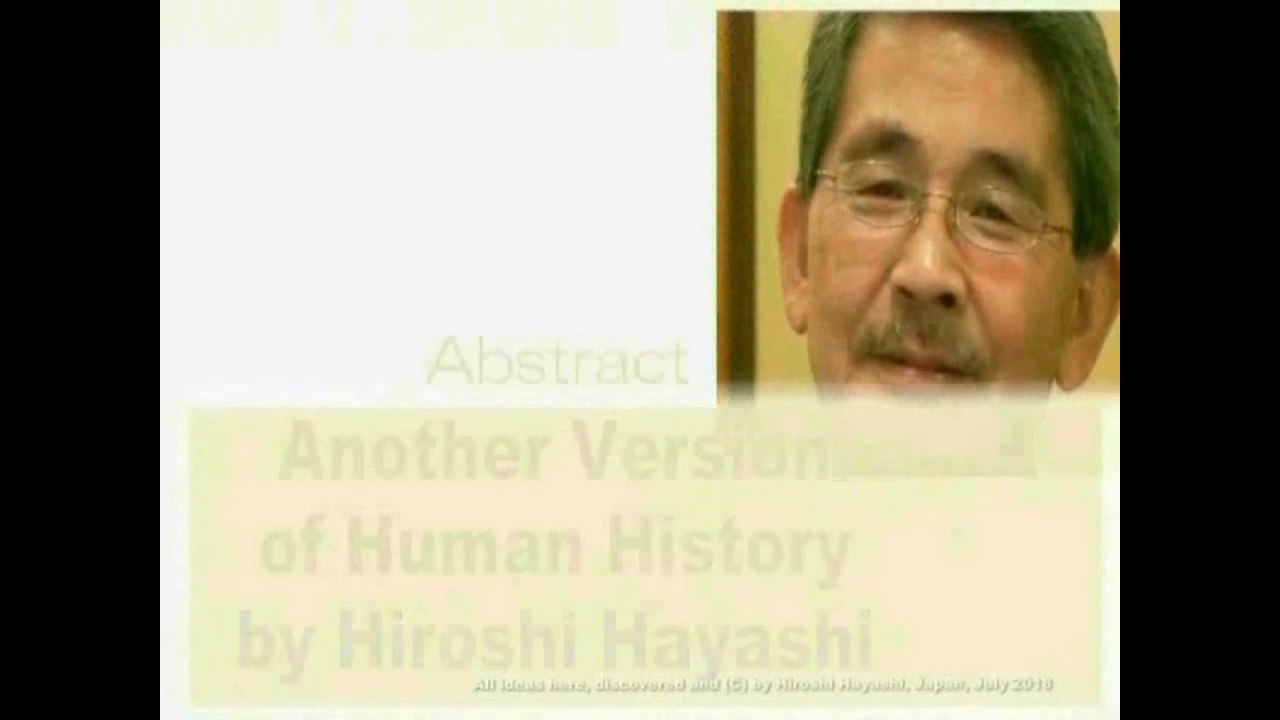 Abstract
Another Version
of Human History
by Hiroshi Hayashi
All ideas here, discovered and (C) by Hiroshi Hayashi, Japan, July 2018